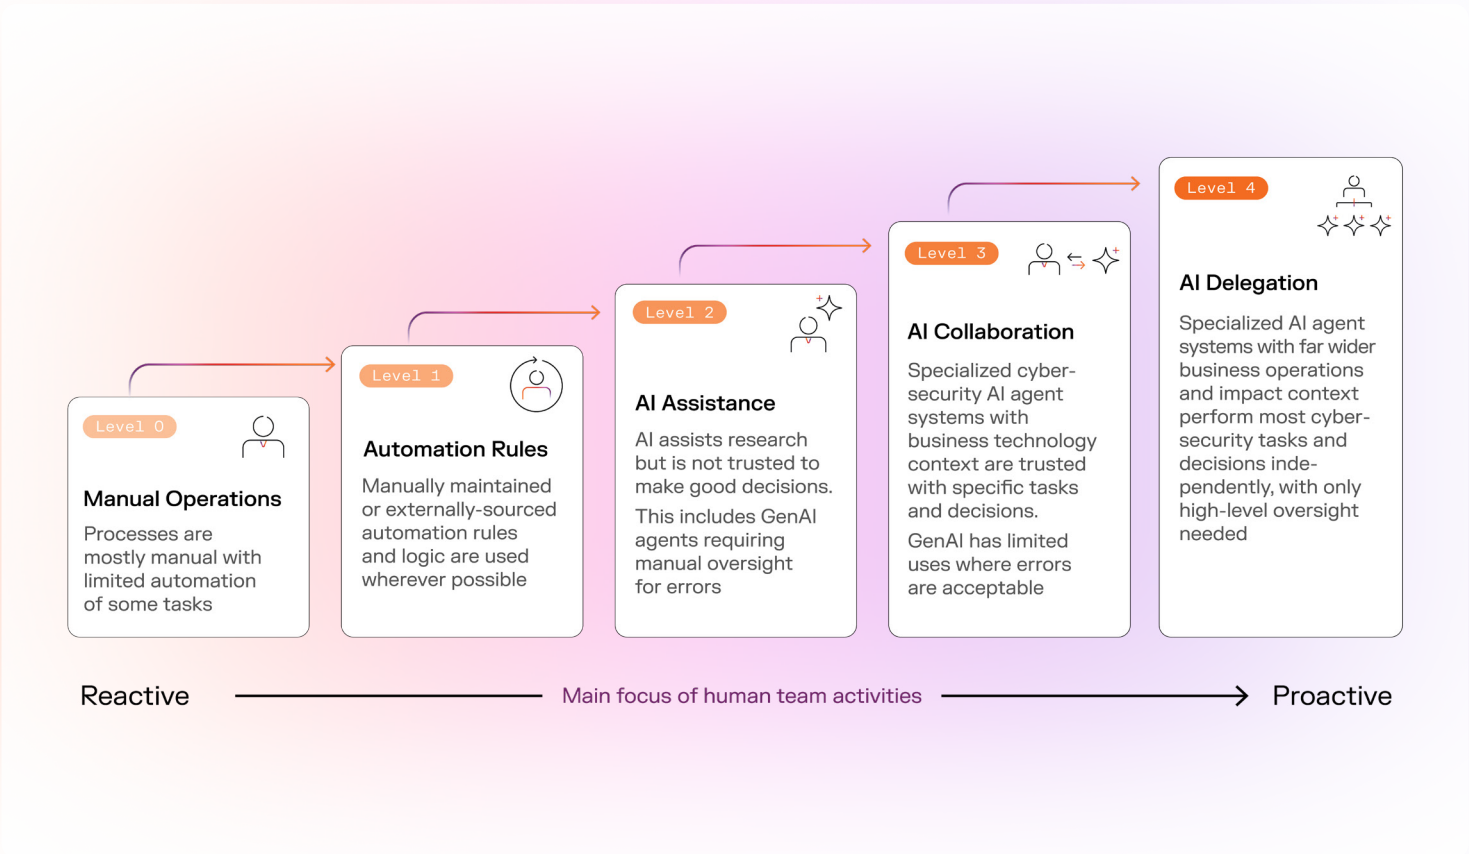 Level 0
Manual Operations
Processes are
mostly manual with
limited automation
of some tasks
Level 1
Automation Rules
Manually maintained
or externally-sourced
automation rules
and logic are used
wherever possible
Level 2
AI Assistance
AI assists research
but is not trusted to
make good decisions.
This includes GenAI
agents requiring
manual oversight
for errors
Level 3
AI Collaboration
Specialized cyber-
security AI agent
systems with
business technology
context are trusted
with specific tasks
and decisions.
GenAI has limited
uses where errors
are acceptable
Level 4
AI Delegation
Specialized AI agent
systems with far wider
business operations
and impact context
perform most cyber-
security tasks and
decisions inde-
pendently, with only
high-level oversight
needed
Reactive
Main focus of human team activities
Proactive